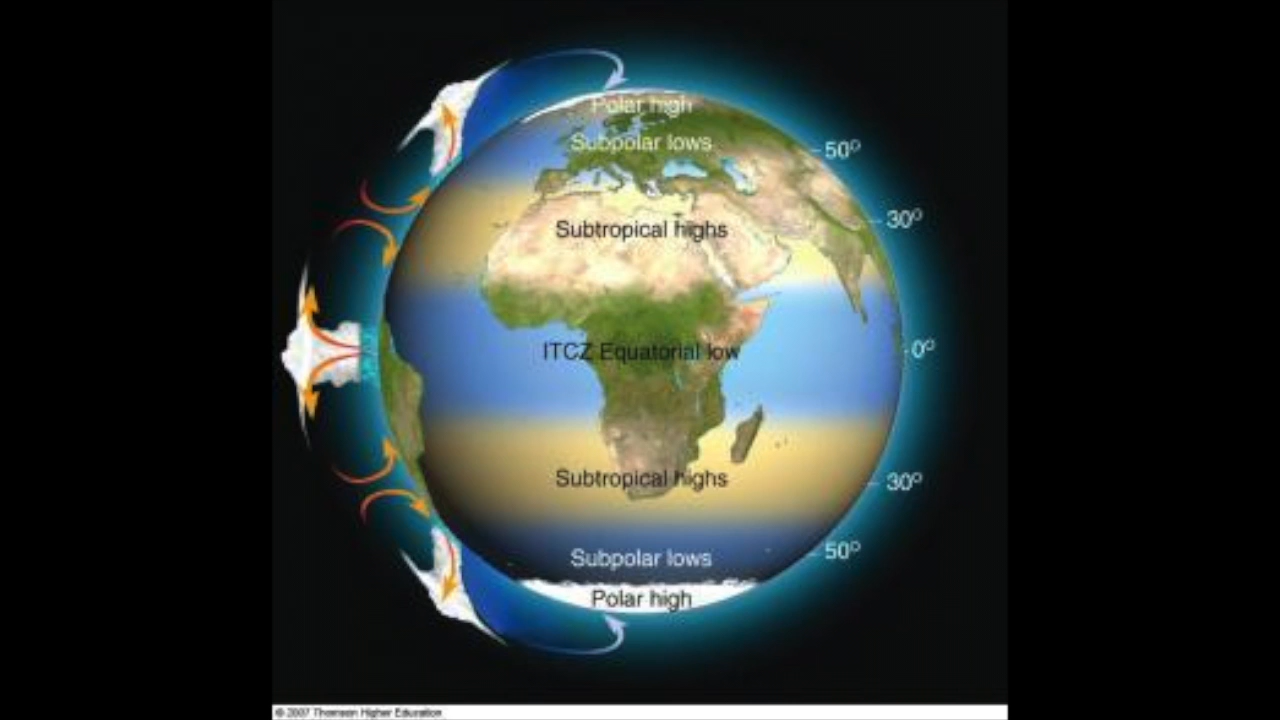 Polar high
Subpolar lows
50°
30°
Subtropical highs
ITCZ Equatorial low
0°
Subtropical highs
30°
50°
Subpolar lows
Polar high
© 2007 Thomson Higher Education